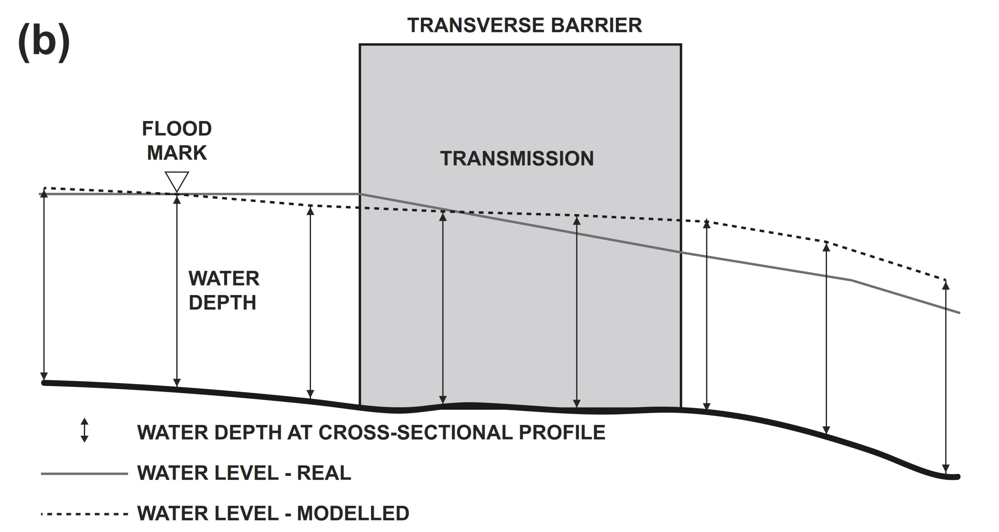 (b)
TRANSVERSE BARRIER
FLOOD
MARK
TRANSMISSION
WATER
DEPTH
WATER DEPTH AT CROSS-SECTIONAL PROFILE
WATER LEVEL - REAL
WATER LEVEL - MODELLED